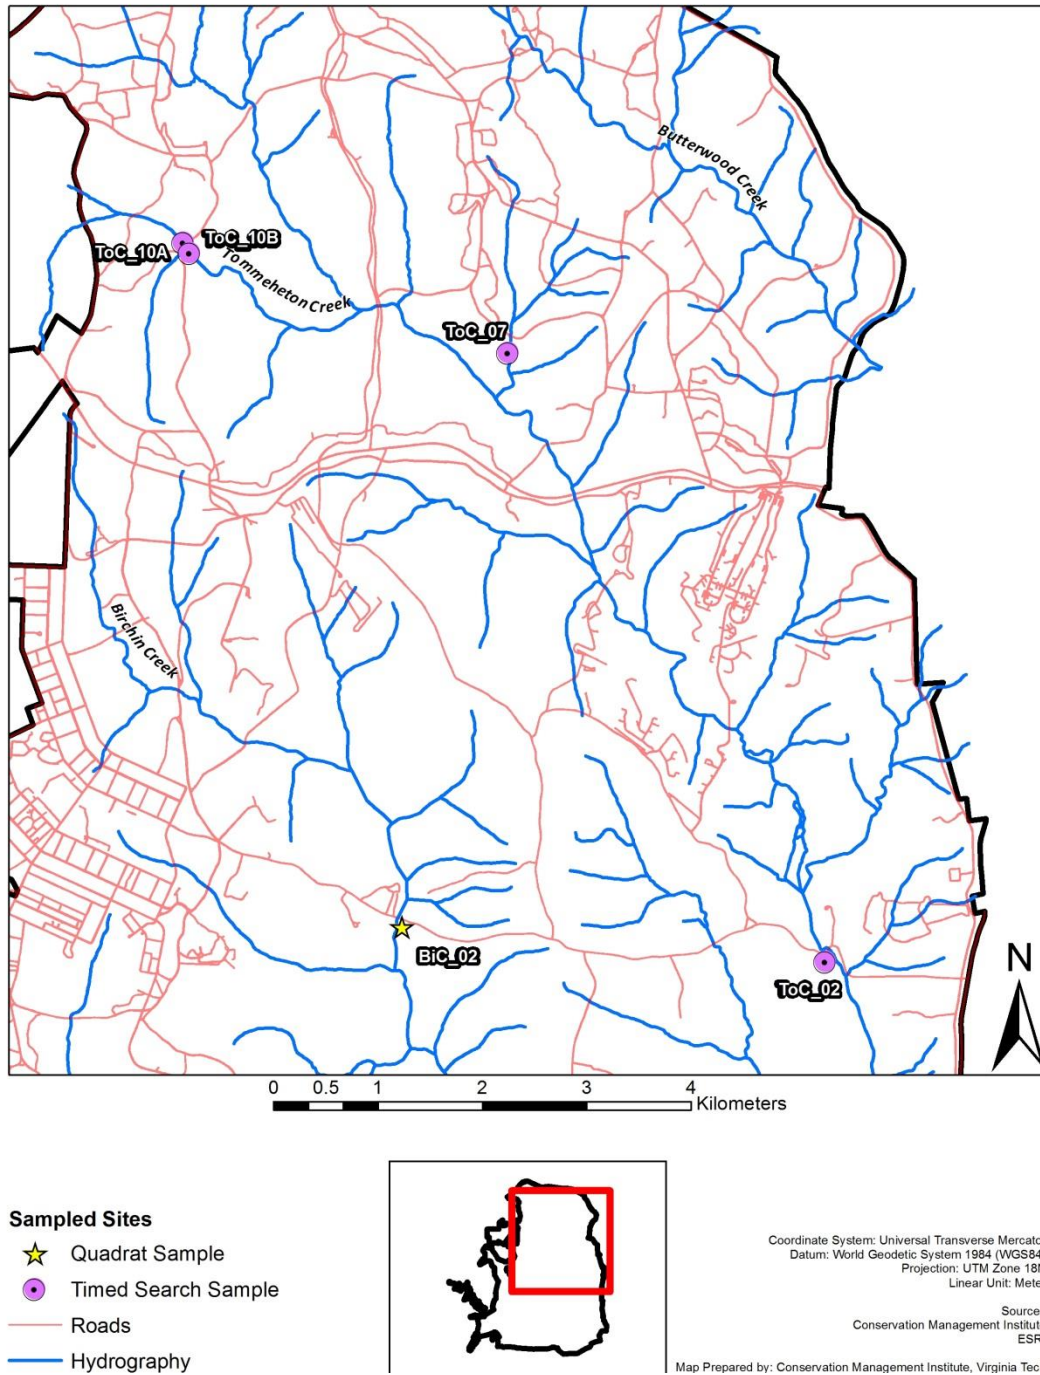 Butterwood Creek
ToC_10B
ToC_10A
Tommeheton Creek
ToC_07
Birchin Creek
BiC_02
ToC_02
N
0 0.5 1 2 3 4
Kilometers
Sampled Sites
Quadrat Sample
Timed Search Sample
Roads
Hydrography
Coordinate System: Universal Transverse Mercato
Datum: World Geodetic System 1984 (WGS84
Projection: UTM Zone 18N
Linear Unit: Mete
Source
Conservation Management Institut
ESR
Map Prepared by: Conservation Management Institute, Virginia Tec